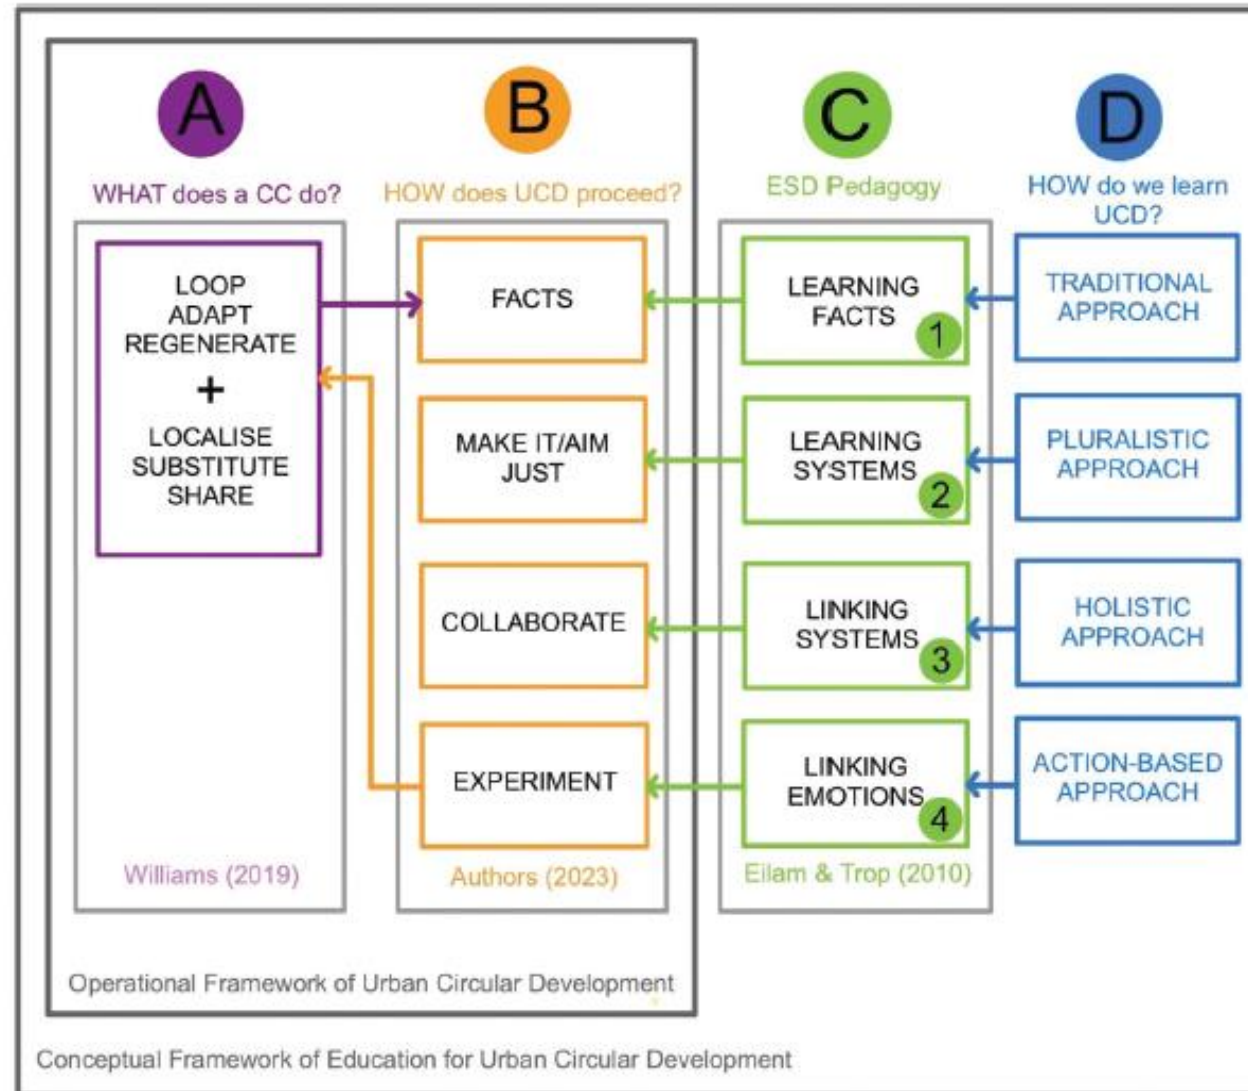 A
B
C
D
WHAT does a CC do?
HOW does UCD proceed?
ESD Pedagogy
HOW do we learn
UCD?
LOOP
ADAPT
REGENERATE
+
LOCALISE
SUBSTITUTE
SHARE
Williams (2019)
FACTS
MAKE IT/AIM
JUST
COLLABORATE
EXPERIMENT
Authors (2023)
LEARNING
FACTS
1
LEARNING
SYSTEMS
2
LINKING
SYSTEMS
3
LINKING
EMOTIONS
4
Eilam & Trop (2010)
TRADITIONAL
APPROACH
PLURALISTIC
APPROACH
HOLISTIC
APPROACH
ACTION-BASED
APPROACH
Operational Framework of Urban Circular Development
Conceptual Framework of Education for Urban Circular Development